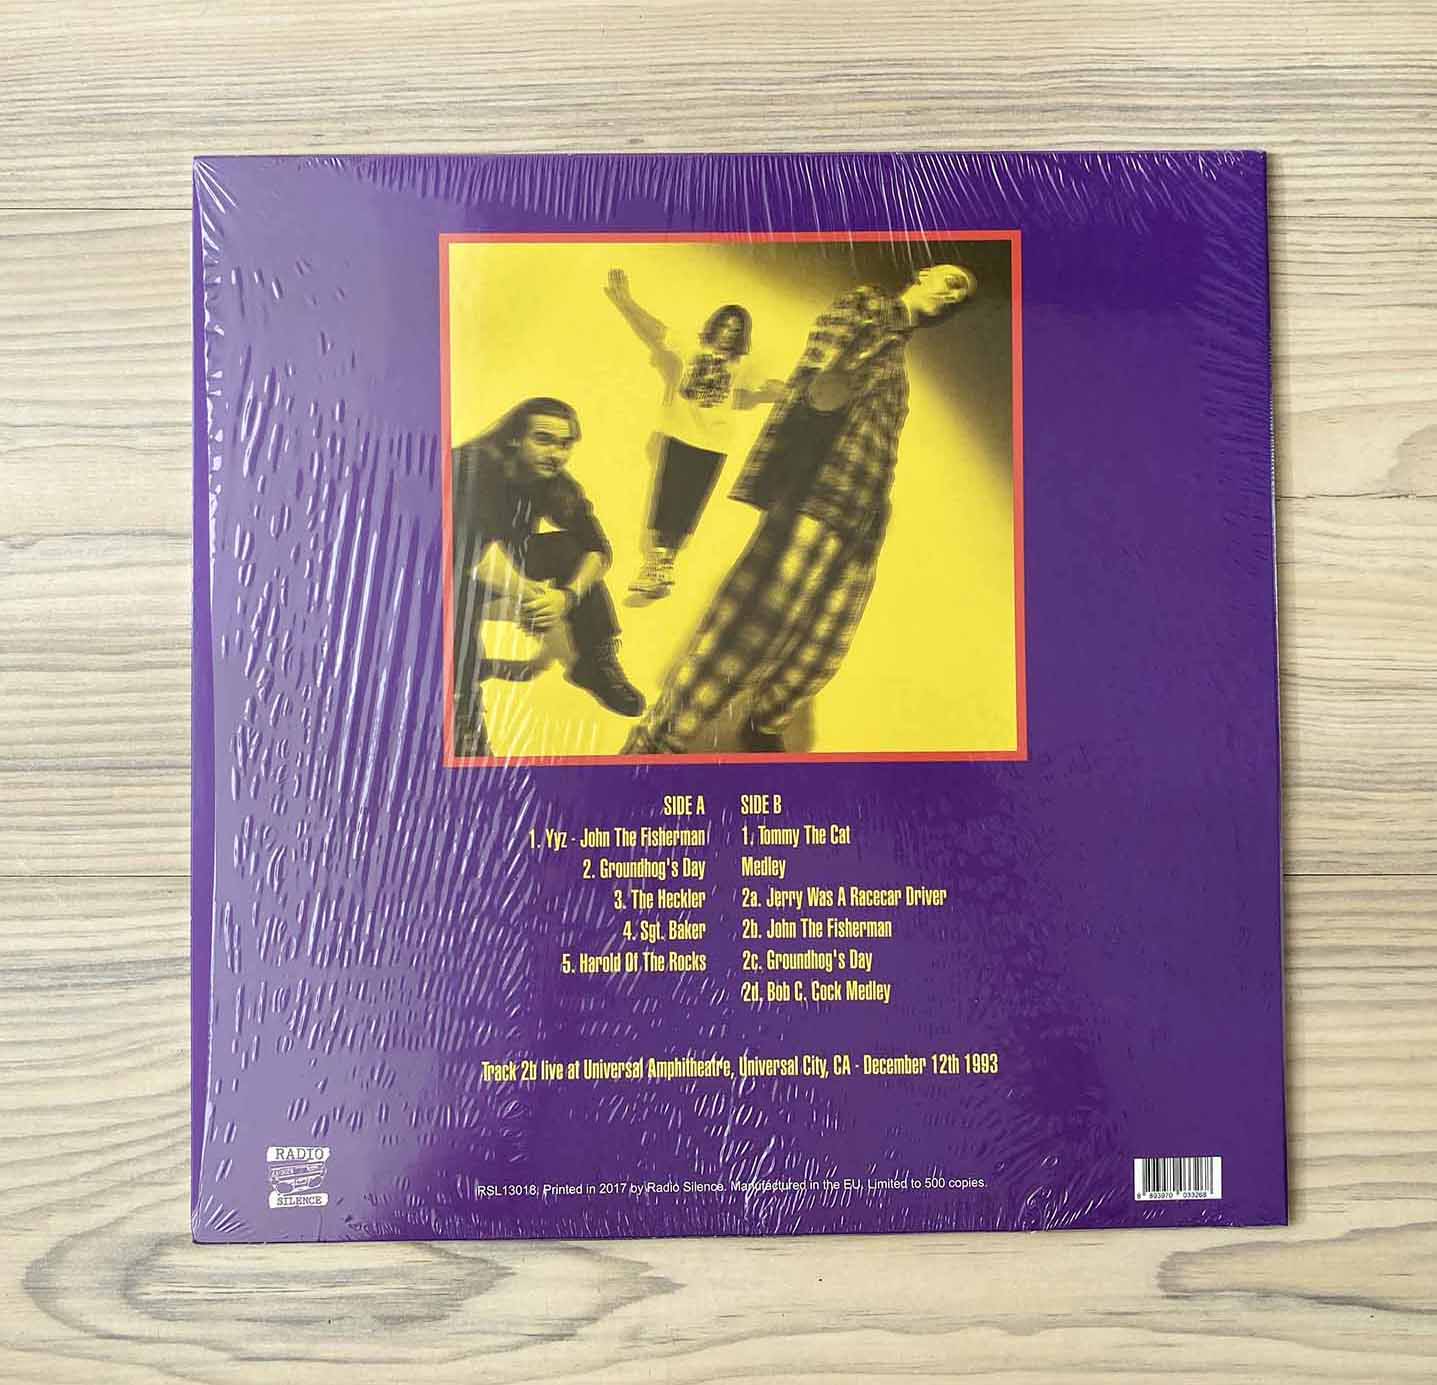 SIDE A
1. Yyz - John The Fisherman
2. Groundhog's Day
3. The Heckler
4. Sgt. Baker
5. Harold Of The Rocks
SIDE B
1. Tommy The Cat
Medley
2a. Jerry Was A Racecar Driver
2b. John The Fisherman
2c. Groundhog's Day
2d. Bob C. Cock Medley
Track 2b live at Universal Amphitheatre, Universal City, CA - December 12th 1993
RADIO
SILENCE
RSL13018, Printed in 2017 by Radio Silence. Manufactured in the EU, Limited to 500 copies.
8 893970 033268